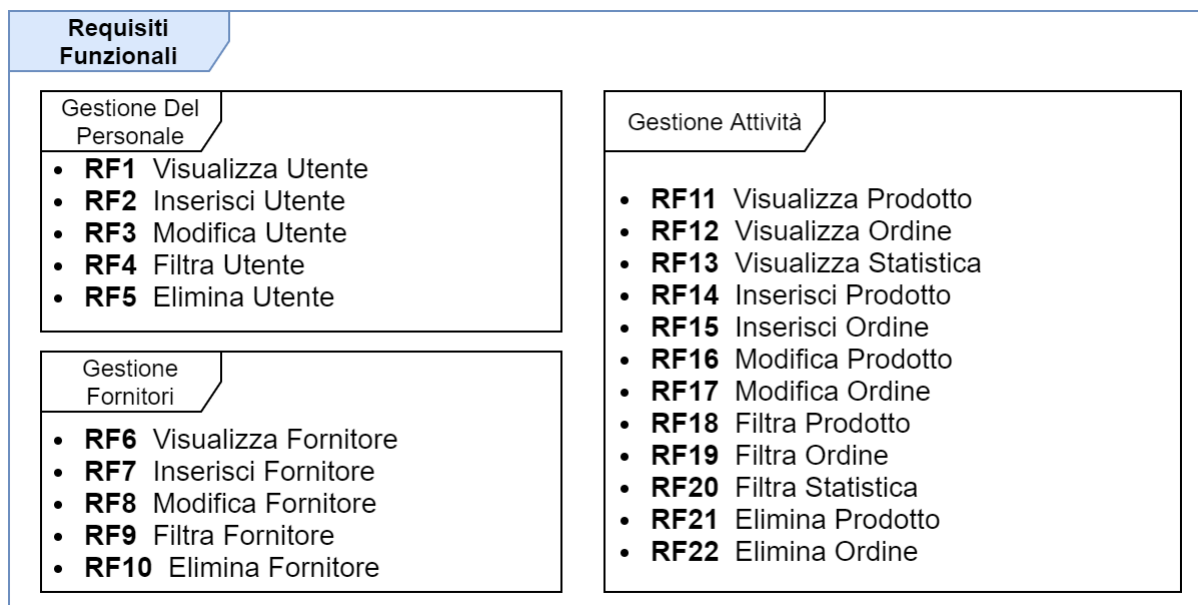 Requisiti
Funzionali
Gestione Del
Personale
• RF1 Visualizza Utente
• RF2 Inserisci Utente
• RF3 Modifica Utente
• RF4 Filtra Utente
• RF5 Elimina Utente
Gestione
Fornitori
• RF6 Visualizza Fornitore
• RF7 Inserisci Fornitore
• RF8 Modifica Fornitore
• RF9 Filtra Fornitore
• RF10 Elimina Fornitore
Gestione Attività
• RF11 Visualizza Prodotto
• RF12 Visualizza Ordine
• RF13 Visualizza Statistica
• RF14 Inserisci Prodotto
• RF15 Inserisci Ordine
• RF16 Modifica Prodotto
• RF17 Modifica Ordine
• RF18 Filtra Prodotto
• RF19 Filtra Ordine
• RF20 Filtra Statistica
• RF21 Elimina Prodotto
• RF22 Elimina Ordine